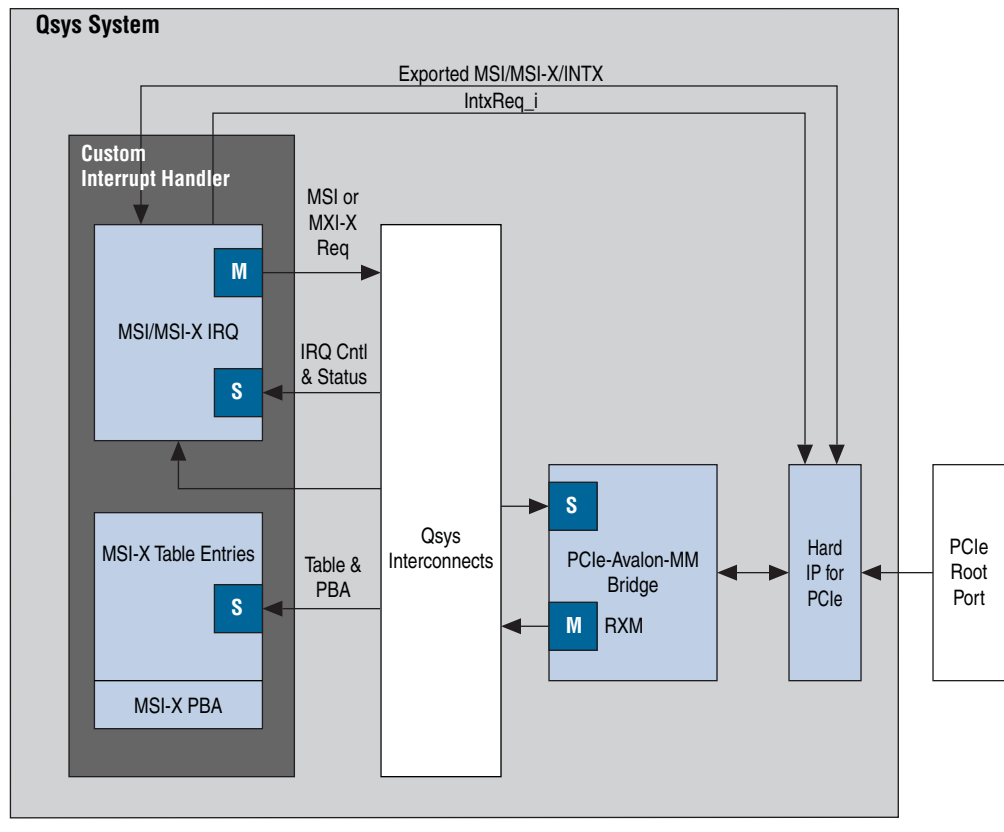 Qsys System
Exported MSI/MSI-X/INTX
IntxReq_i
Custom
Interrupt Handler
MSI or
MXI-X
Req
M
MSI/MSI-X IRQ
IRQ Cntl
& Status
S
MSI-X Table Entries
Table &
PBA
S
MSI-X PBA
Qsys
Interconnects
S
PCIe-Avalon-MM
Bridge
M
RXM
Hard
IP for
PCIe
PCIe
Root
Port